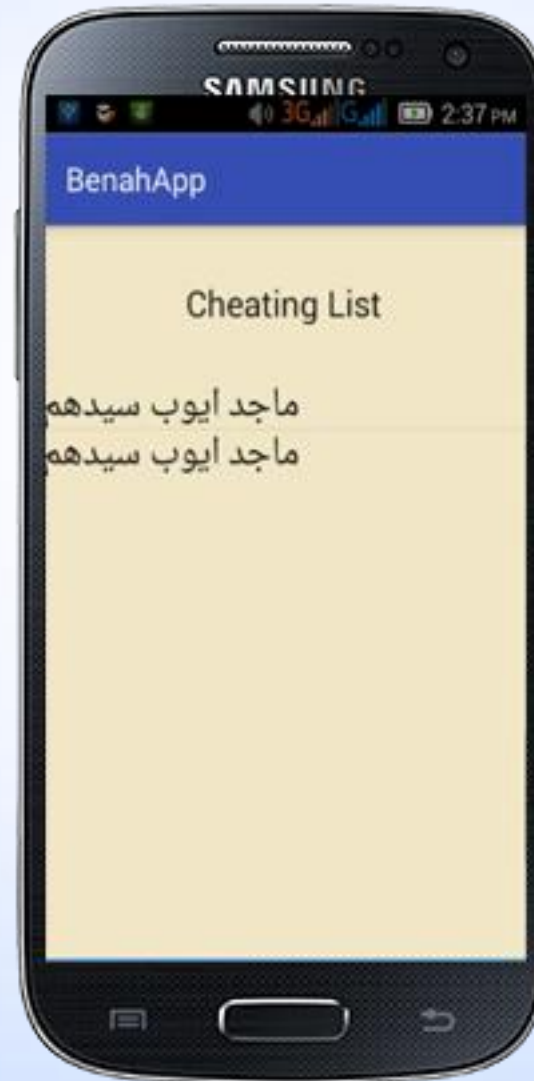 SAMSUNG
3G G 2:37 PM
BenahApp
Cheating List
ماجد ايوب سيدهم
ماجد ايوب سيدهم